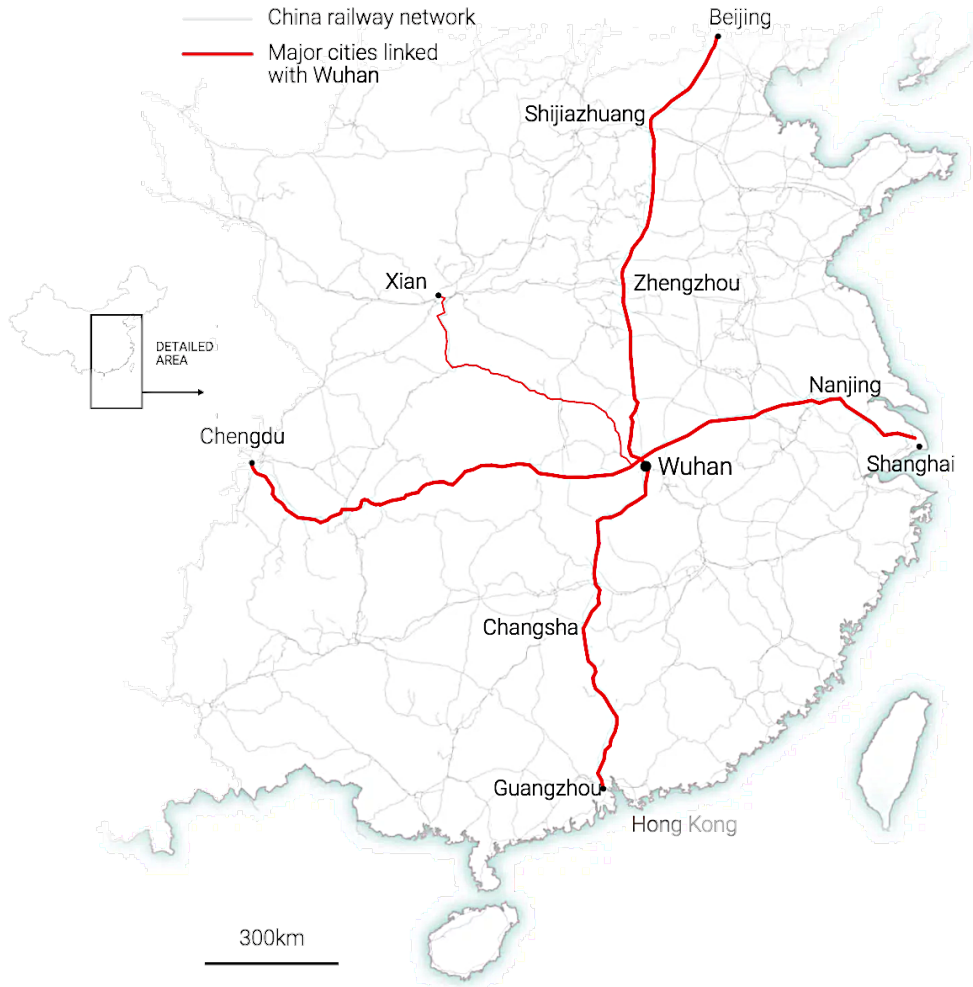 China railway network
Major cities linked
with Wuhan
Beijing
Shijiazhuang
Xian
Zhengzhou
DETAILED
AREA
Nanjing
Chengdu
Wuhan
Shanghai
Changsha
Guangzhou
Hong Kong
300km